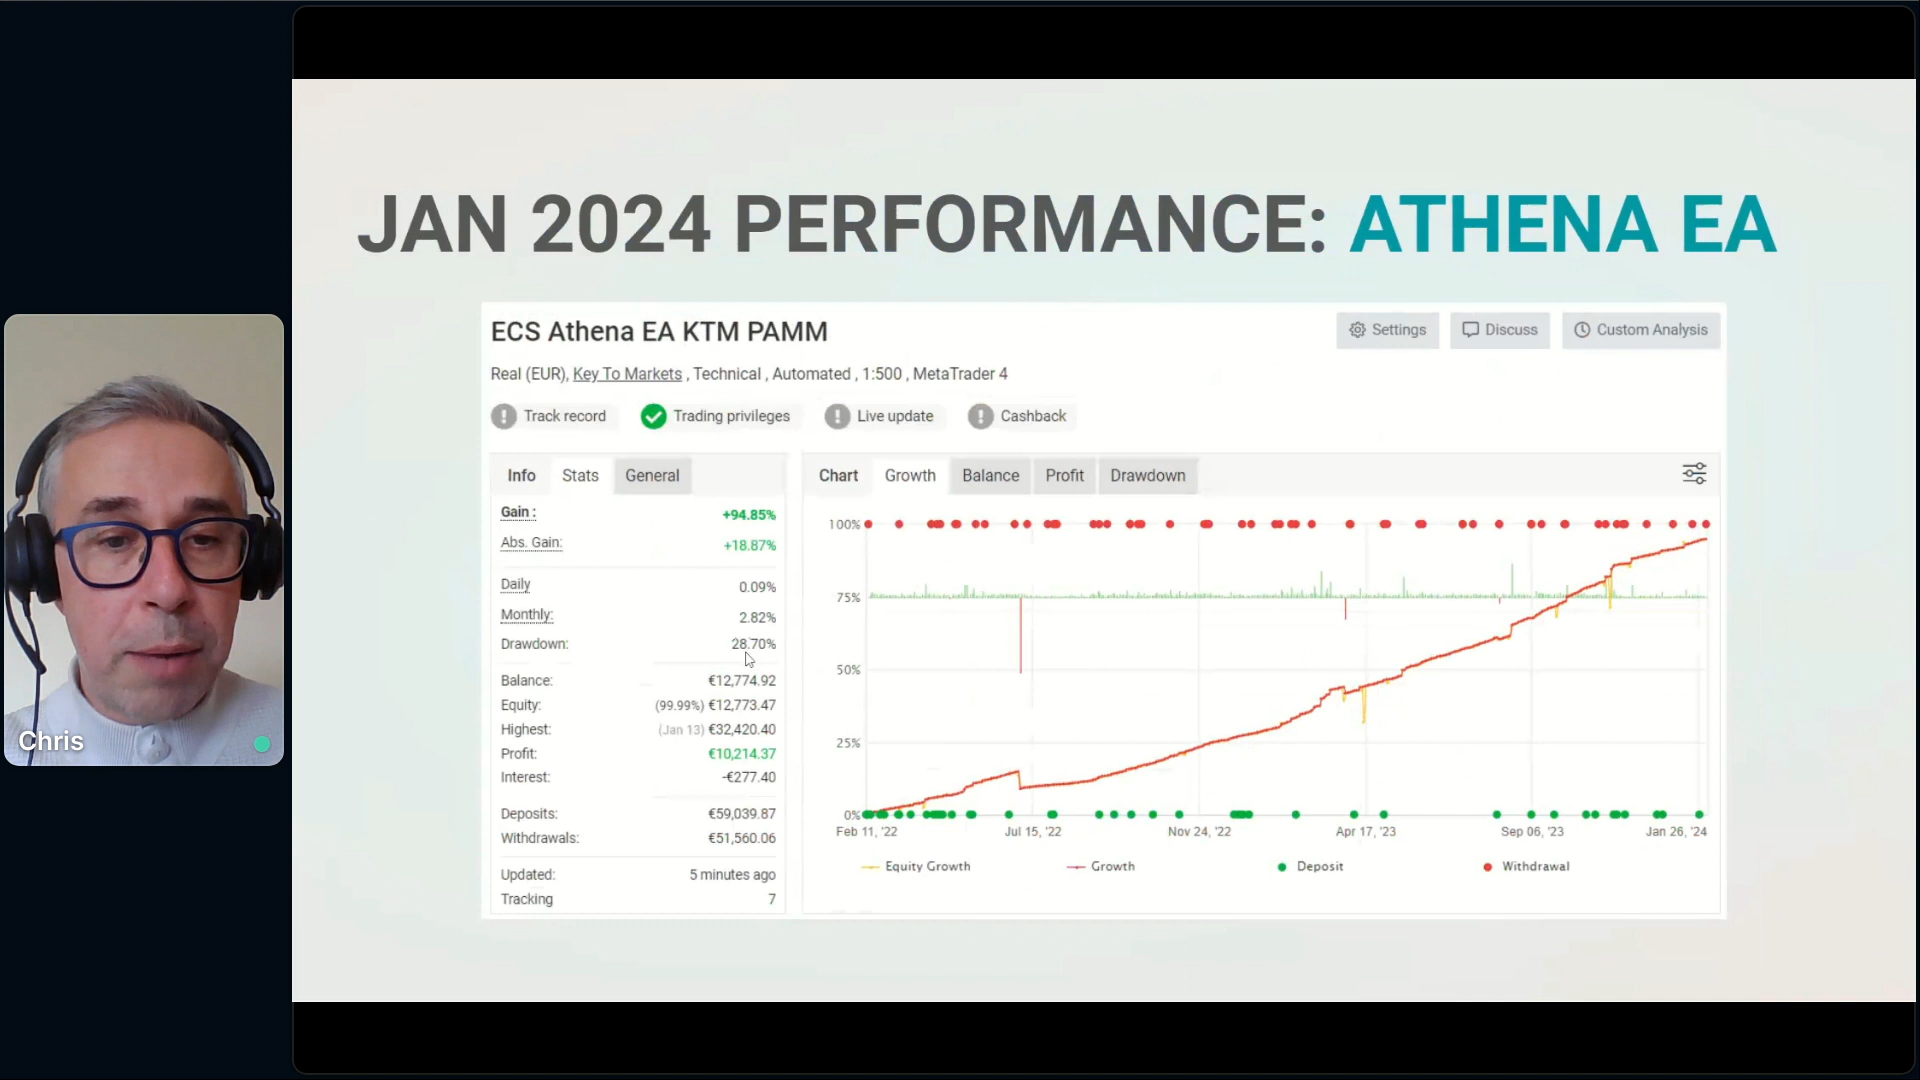 JAN 2024 PERFORMANCE: ATHENA EA
ECS Athena EA KTM PAMM
Settings
Discuss
Custom Analysis
Real (EUR), Key To Markets , Technical , Automated , 1:500 , MetaTrader 4
Track record
Trading privileges
Live update
Cashback
Info
Stats
General
Gain : +94.85%
Abs. Gain: +18.87%
Daily 0.09%
Monthly: 2.82%
Drawdown: 28.70%
Balance: €12,774.92
Equity: (99.99%) €12,773.47
Highest: (Jan 13) €32,420.40
Profit: €10,214.37
Interest: -€277.40
Deposits: €59,039.87
Withdrawals: €51,560.06
Updated: 5 minutes ago
Tracking 7
Chart
Growth
Balance
Profit
Drawdown
100%
75%
50%
25%
0%
Feb 11, '22 Jul 15, '22 Nov 24, '22 Apr 17, '23 Sep 06, '23 Jan 26, '24
Equity Growth Growth Deposit Withdrawal
Chris